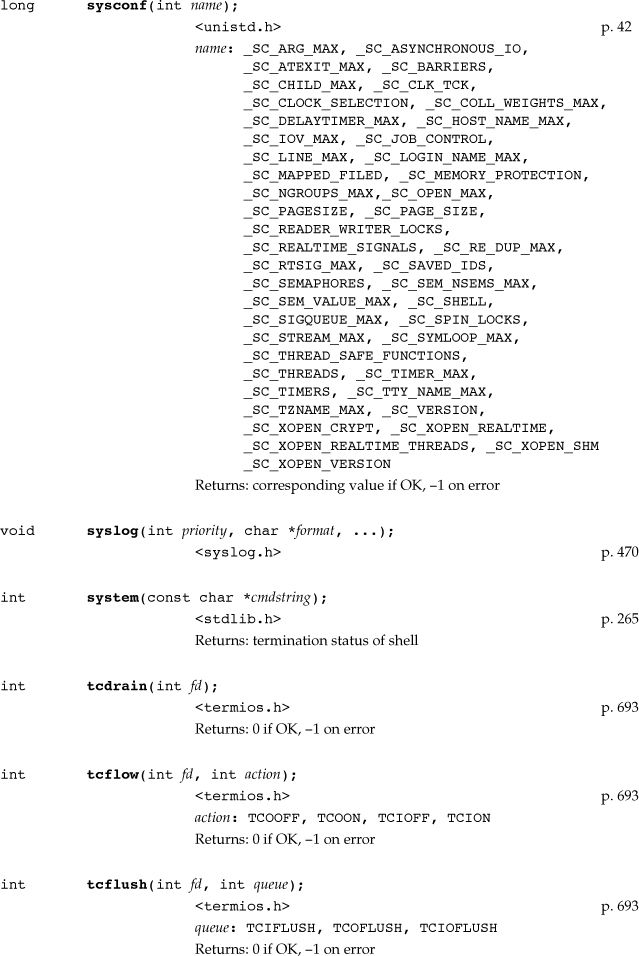 long sysconf(int name);
<unistd.h> p. 42
name: _SC_ARG_MAX, _SC_ASYNCHRONOUS_IO,
_SC_ATEXIT_MAX, _SC_BARRIERS,
_SC_CHILD_MAX, _SC_CLK_TCK,
_SC_CLOCK_SELECTION, _SC_COLL_WEIGHTS_MAX,
_SC_DELAYTIMER_MAX, _SC_HOST_NAME_MAX,
_SC_IOV_MAX, _SC_JOB_CONTROL,
_SC_LINE_MAX, _SC_LOGIN_NAME_MAX,
_SC_MAPPED_FILED, _SC_MEMORY_PROTECTION,
_SC_NGROUPS_MAX,_SC_OPEN_MAX,
_SC_PAGESIZE, _SC_PAGE_SIZE,
_SC_READER_WRITER_LOCKS,
_SC_REALTIME_SIGNALS, _SC_RE_DUP_MAX,
_SC_RTSIG_MAX, _SC_SAVED_IDS,
_SC_SEMAPHORES, _SC_SEM_NSEMS_MAX,
_SC_SEM_VALUE_MAX, _SC_SHELL,
_SC_SIGQUEUE_MAX, _SC_SPIN_LOCKS,
_SC_STREAM_MAX, _SC_SYMLOOP_MAX,
_SC_THREAD_SAFE_FUNCTIONS,
_SC_THREADS, _SC_TIMER_MAX,
_SC_TIMERS, _SC_TTY_NAME_MAX,
_SC_TZNAME_MAX, _SC_VERSION,
_SC_XOPEN_CRYPT, _SC_XOPEN_REALTIME,
_SC_XOPEN_REALTIME_THREADS, _SC_XOPEN_SHM
_SC_XOPEN_VERSION
Returns: corresponding value if OK, –1 on error
void syslog(int priority, char *format, ...);
<syslog.h> p. 470
int system(const char *cmdstring);
<stdlib.h> p. 265
Returns: termination status of shell
int tcdrain(int fd);
<termios.h> p. 693
Returns: 0 if OK, –1 on error
int tcflow(int fd, int action);
<termios.h> p. 693
action: TCOOFF, TCOON, TCIOFF, TCION
Returns: 0 if OK, –1 on error
int tcflush(int fd, int queue);
<termios.h> p. 693
queue: TCIFLUSH, TCOFLUSH, TCIOFLUSH
Returns: 0 if OK, –1 on error